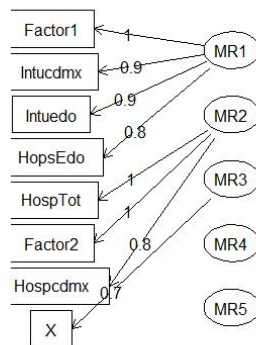 Factor1
Intucdmx
Intuedo
HopsEdo
HospTot
Factor2
Hospcdmx
X
1
0.9
0.9
0.8
1
1
0.8
0.7
MR1
MR2
MR3
MR4
MR5